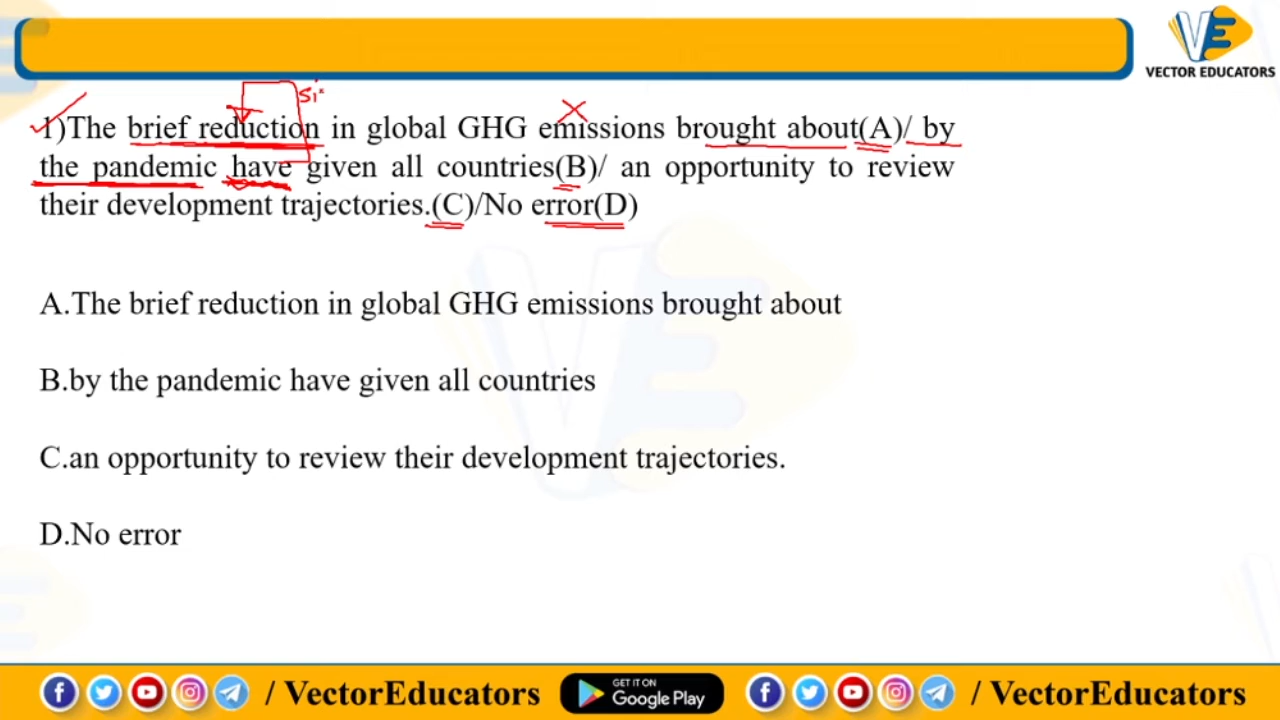 VECTOR EDUCATORS
1)The brief reduction in global GHG emissions brought about(A)/ by
the pandemic have given all countries(B)/ an opportunity to review
their development trajectories.(C)/No error(D)
A.The brief reduction in global GHG emissions brought about
B.by the pandemic have given all countries
C.an opportunity to review their development trajectories.
D.No error
/ VectorEducators
GET IT ON
Google Play
/ VectorEducators